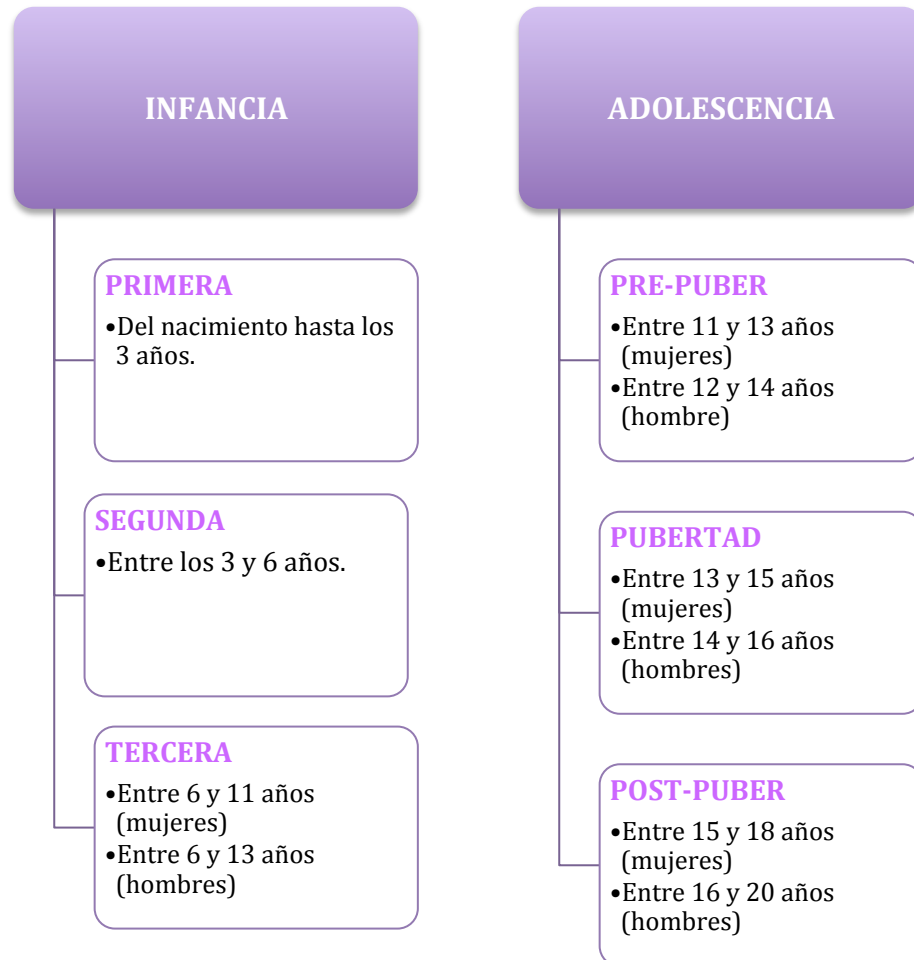 INFANCIA
PRIMERA
•Del nacimiento hasta los
3 años.
SEGUNDA
•Entre los 3 y 6 años.
TERCERA
•Entre 6 y 11 años
(mujeres)
•Entre 6 y 13 años
(hombres)
ADOLESCENCIA
PRE-PUBER
•Entre 11 y 13 años
(mujeres)
•Entre 12 y 14 años
(hombre)
PUBERTAD
•Entre 13 y 15 años
(mujeres)
•Entre 14 y 16 años
(hombres)
POST-PUBER
•Entre 15 y 18 años
(mujeres)
•Entre 16 y 20 años
(hombres)